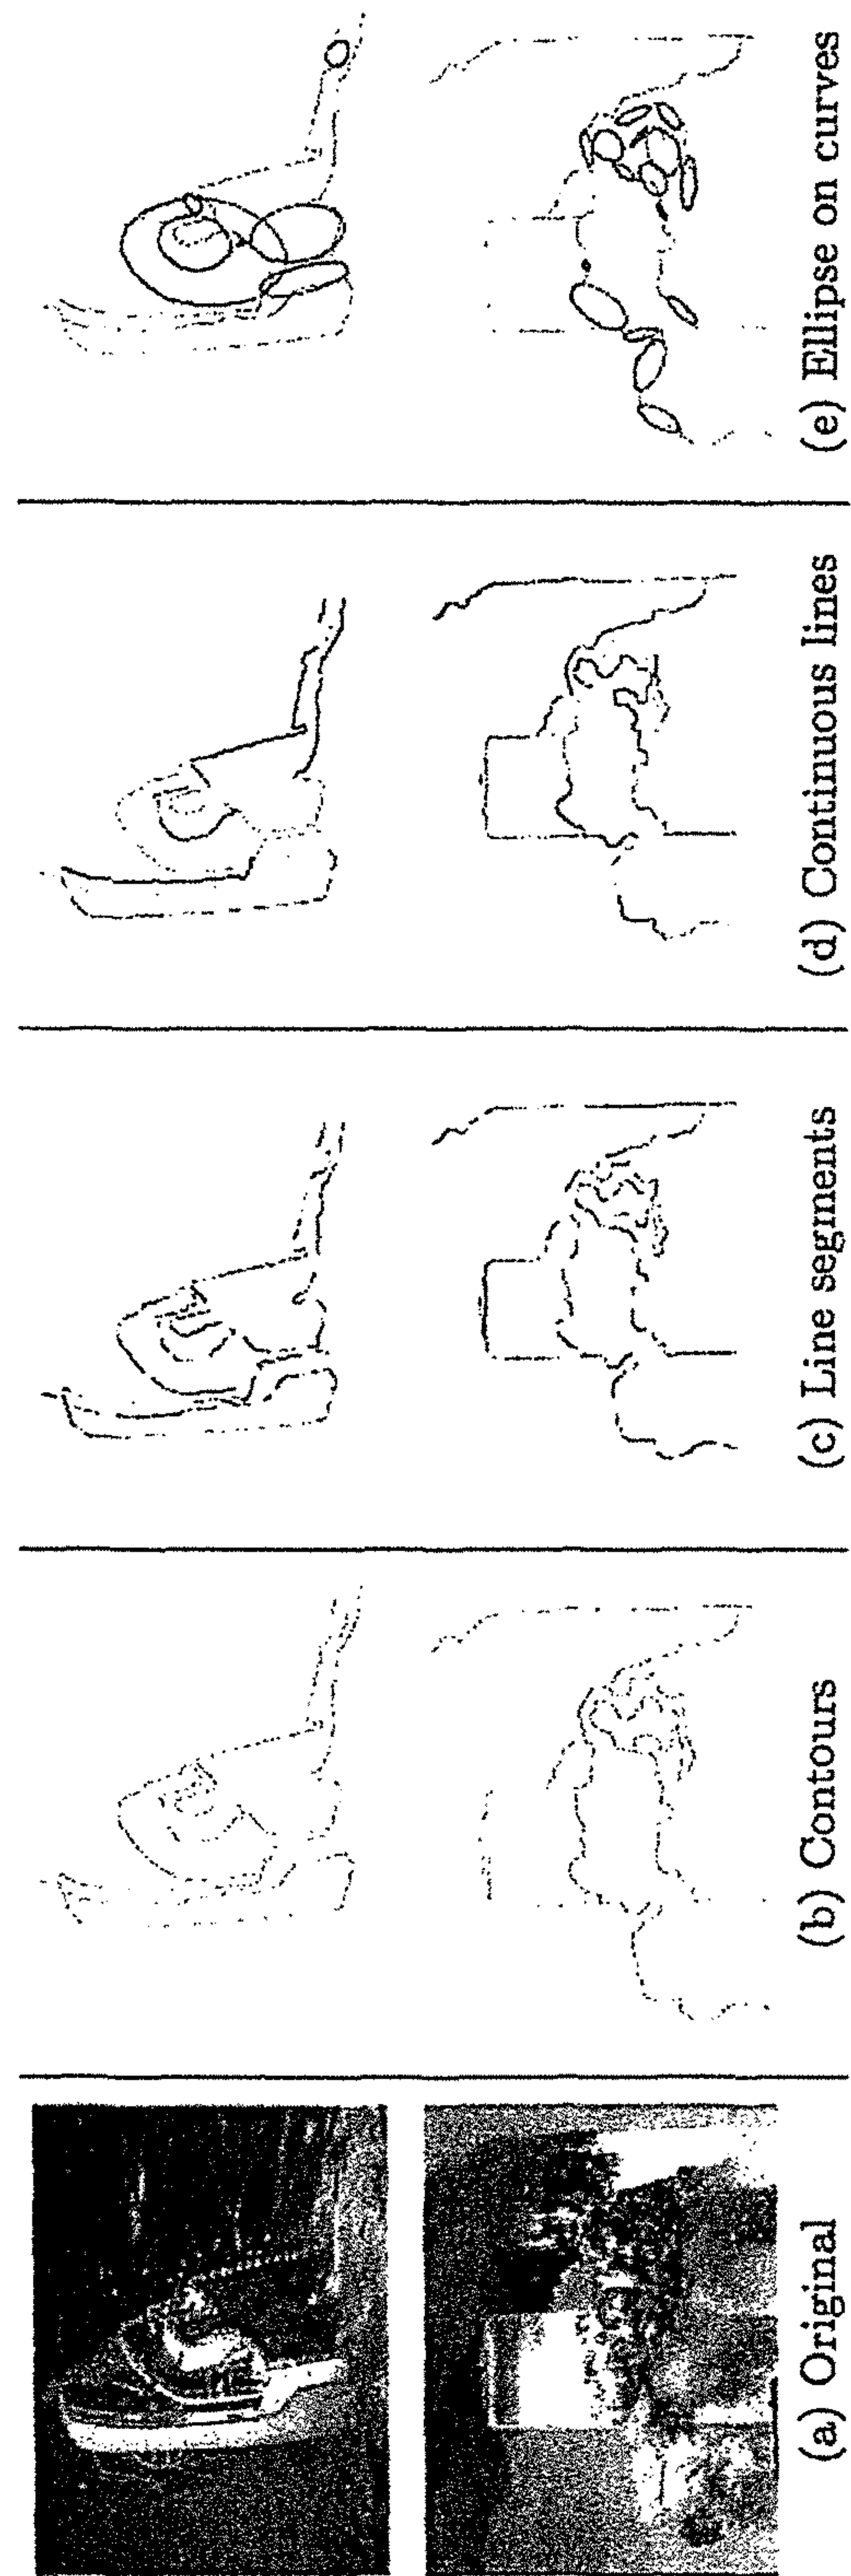 (a) Original
(b) Contours
(c) Line segments
(d) Continuous lines
(e) Ellipse on curves